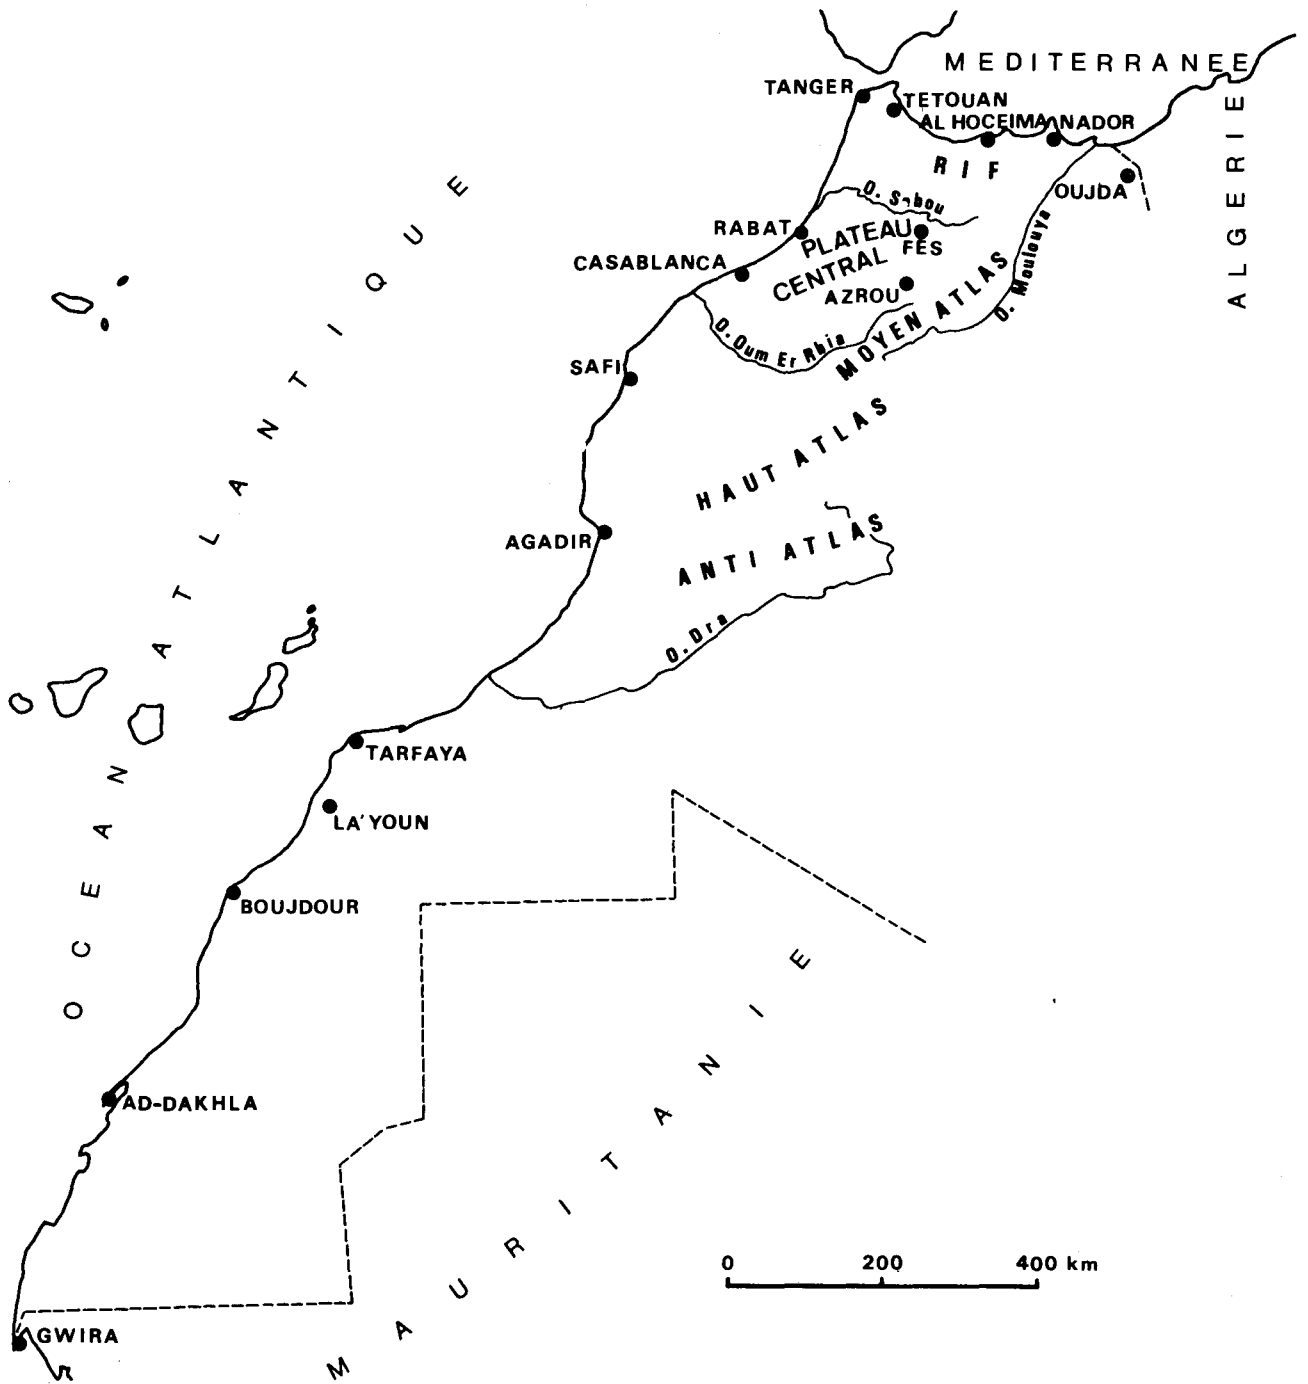 MEDITERRANEE
TANGER
TETOUAN
AL HOCEIMA
NADOR
ALGERIE
RIF
OUJDA
O. Sebou
RABAT
PLATEAU
CENTRAL
FÈS
CASABLANCA
AZROU
O. Moulouya
MOYEN ATLAS
O. Oum Er Rbia
SAFI
HAUT ATLAS
AGADIR
ANTI ATLAS
O. Dra
OCEAN ATLANTIQUE
TARFAYA
LA'YOUN
BOUJDOUR
AD-DAKHLA
MAURITANIE
0 200 400 km
GWIRA